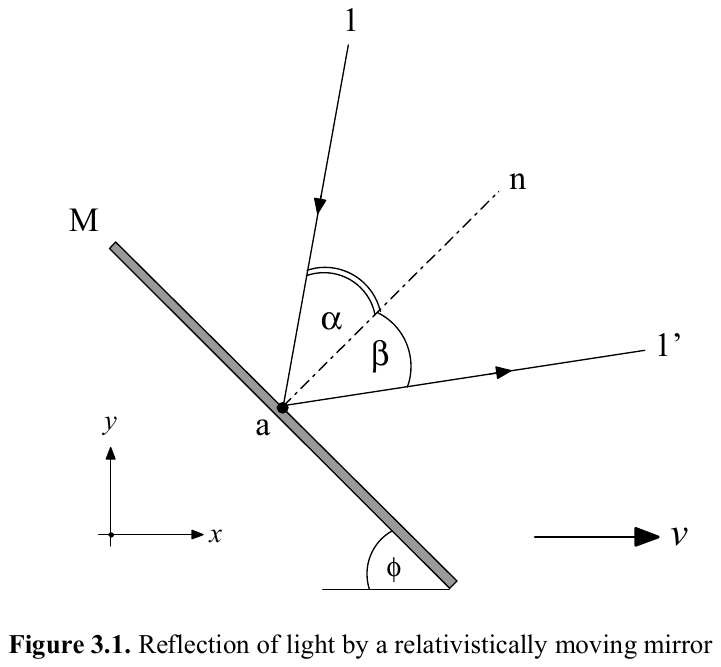 1
n
M
α
1’
β
a
y
x
v
ϕ
Figure 3.1. Reflection of light by a relativistically moving mirror